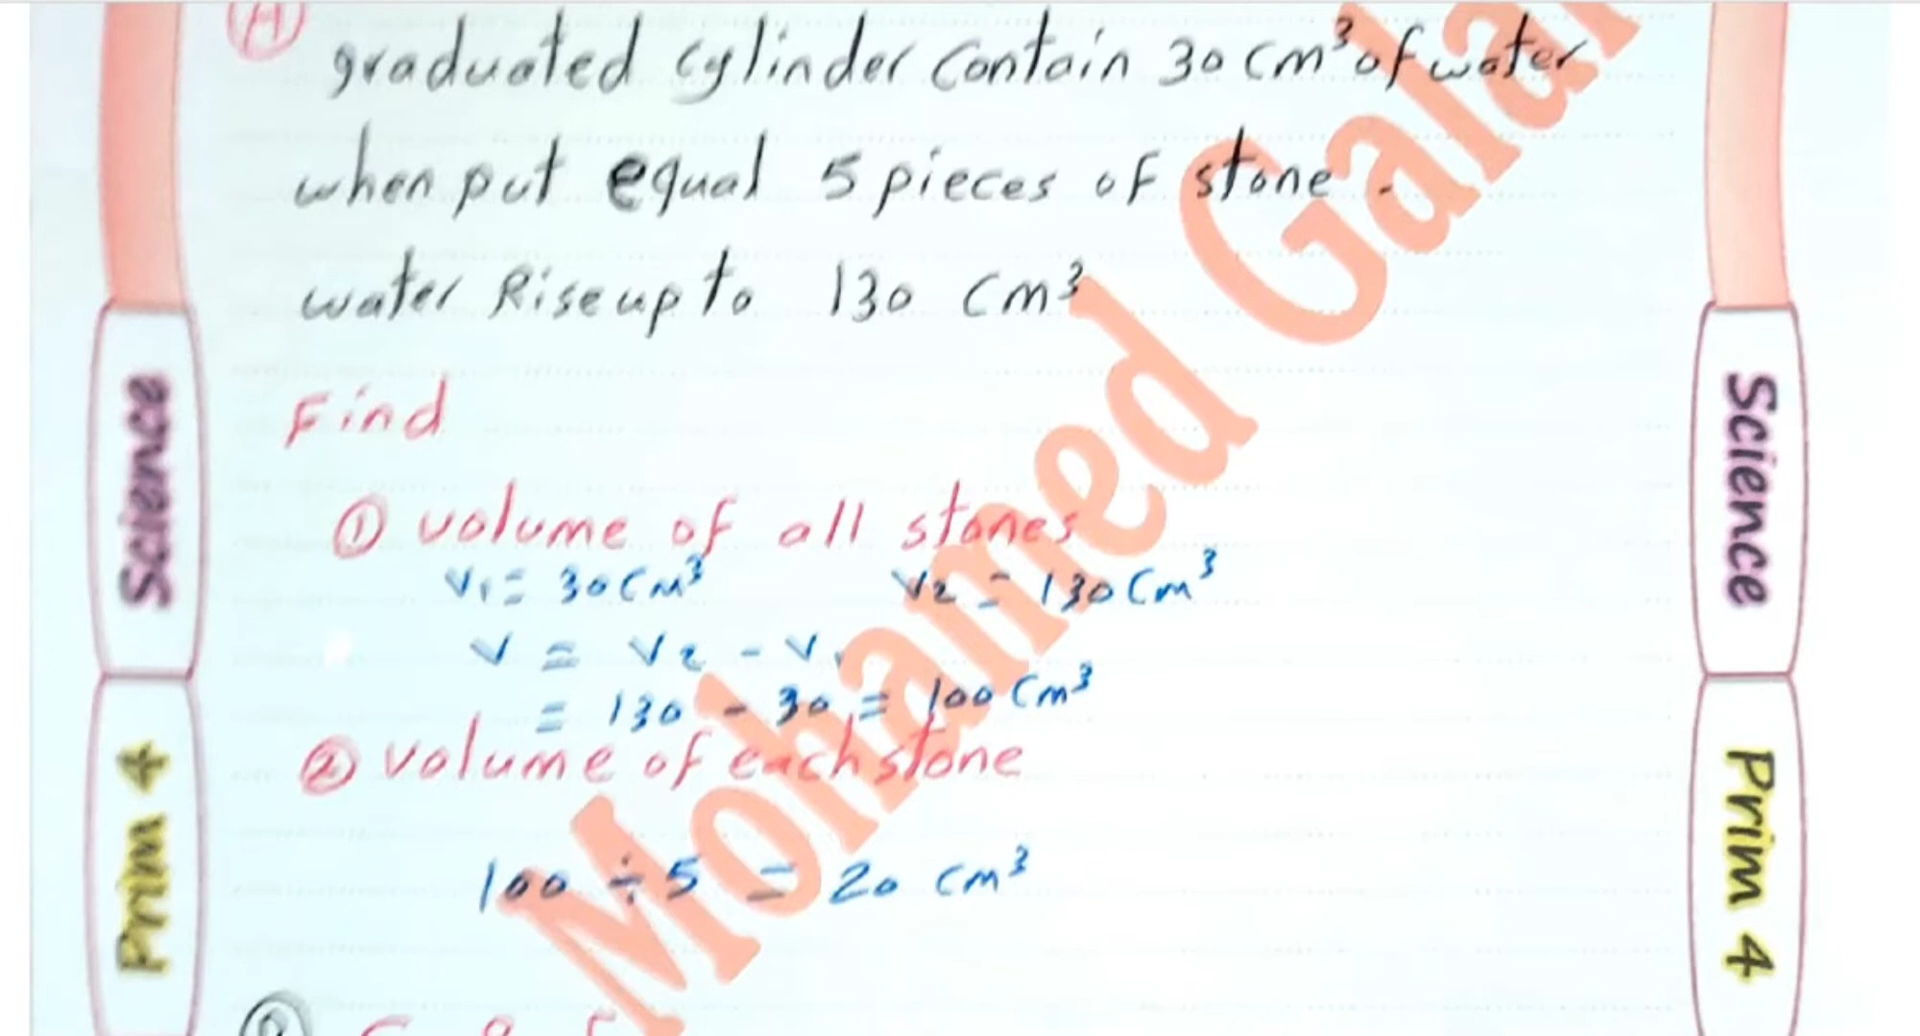 graduated cylinder contain 30 cm³ of water
when put equal 5 pieces of stone.
water Rise up to 130 cm³
Find
① volume of all stones
V₁ = 30 cm³ V₂ = 130 cm³
V = V₂ - V₁
= 130 - 30 = 100 cm³
② volume of each stone
100 ÷ 5 = 20 cm³
Science
Prim 4
Science
Prim 4
Mohamed Galal